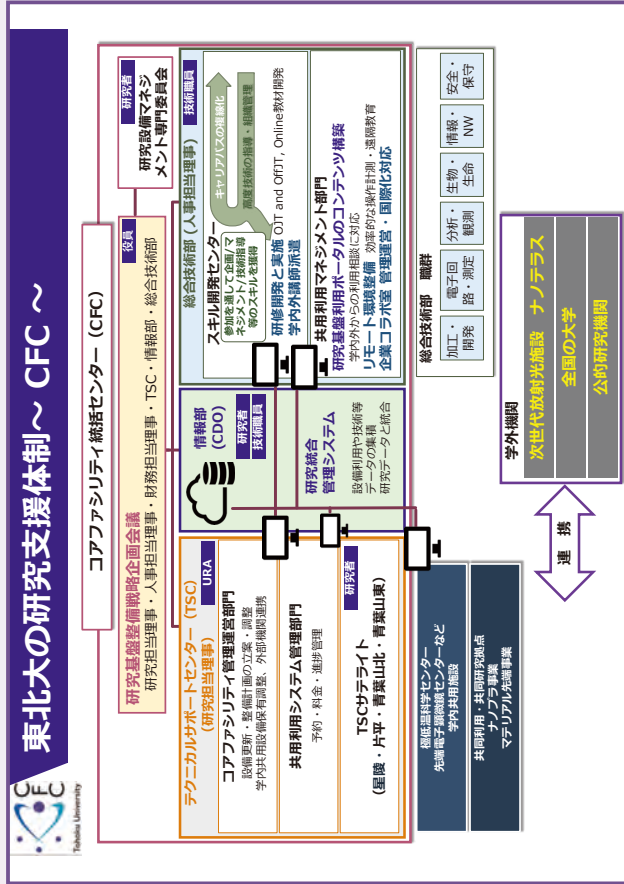 東北大の研究支援体制～ CFC ～
CFC
Tohoku University
コアファシリティ統括センター（CFC）
研究基盤整備戦略企画会議
役員
研究担当理事・人事担当理事・財務担当理事・TSC・情報部・総合技術部
研究者
研究設備マネジ
メント専門委員会
テクニカルサポートセンター（TSC）
（研究担当理事）
URA
コアファシリティ管理運営部門
設備更新・整備計画の立案・調整
学内共用設備保有調整、外部機関連携
共用利用システム管理部門
予約・料金・進捗管理
研究者
TSCサテライト
（星陵・片平・青葉山北・青葉山東）
情報部
（CDO）
研究者
技術職員
研究統合
管理システム
設備利用や技術等
データの集積
研究データと統合
総合技術部（人事担当理事）
技術職員
スキル開発センター
参加を通して企画/マ
ネジメント/技術指導
等のスキルを獲得
キャリアパスの複線化
高度技術の指導・組織管理
研修開発と実施 OJT and OffJT, Online教材開発
学内外講師派遣
共用利用マネジメント部門
研究基盤利用ポータルのコンテンツ構築
学内外からの利用相談に対応
リモート環境整備 効率的な操作計測・遠隔教育
企業コラボ室 管理運営・国際化対応
総合技術部　職群
加工・
開発
電子回
路・測定
分析・
観測
生物・
生命
情報・
NW
安全・
保守
極低温科学センター
先端電子顕微鏡センターなど
学内共用施設
共同利用・共同研究拠点
ナノプラ事業
マテリアル先端事業
連 携
学外機関
次世代放射光施設　ナノテラス
全国の大学
公的研究機関